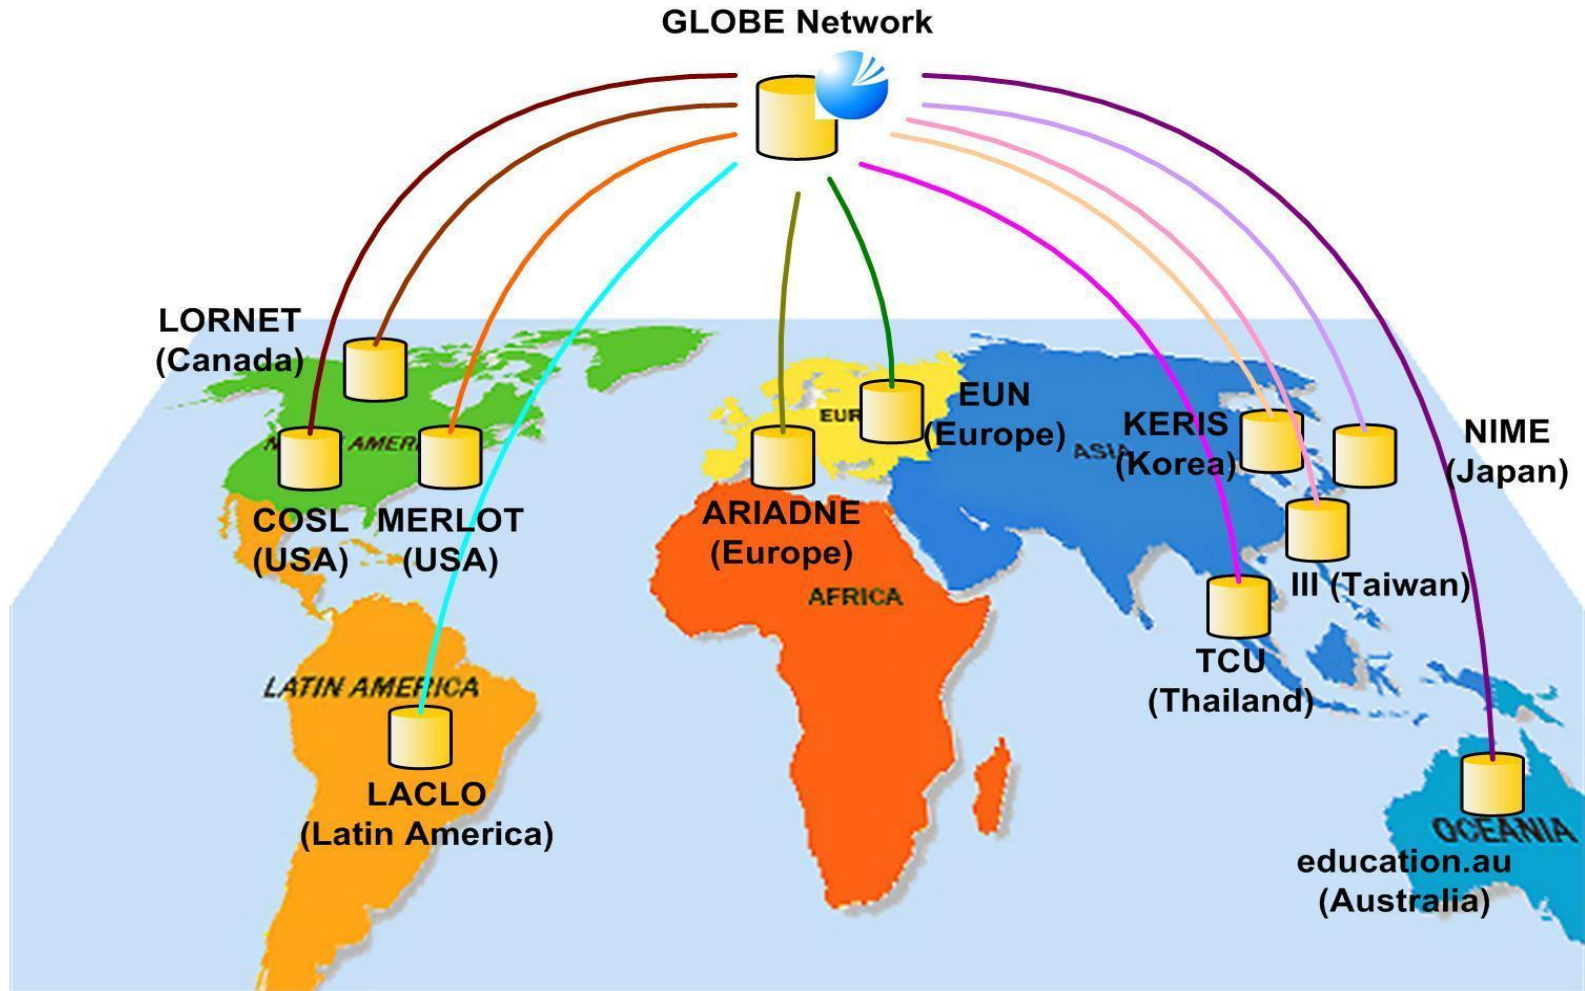 GLOBE Network
LORNET
(Canada)
EUN
(Europe)
KERIS
(Korea)
NIME
(Japan)
ASIA
COSL
(USA)
MERLOT
(USA)
ARIADNE
(Europe)
AFRICA
III (Taiwan)
TCU
(Thailand)
LATIN AMERICA
LACLO
(Latin America)
OCEANIA
education.au
(Australia)